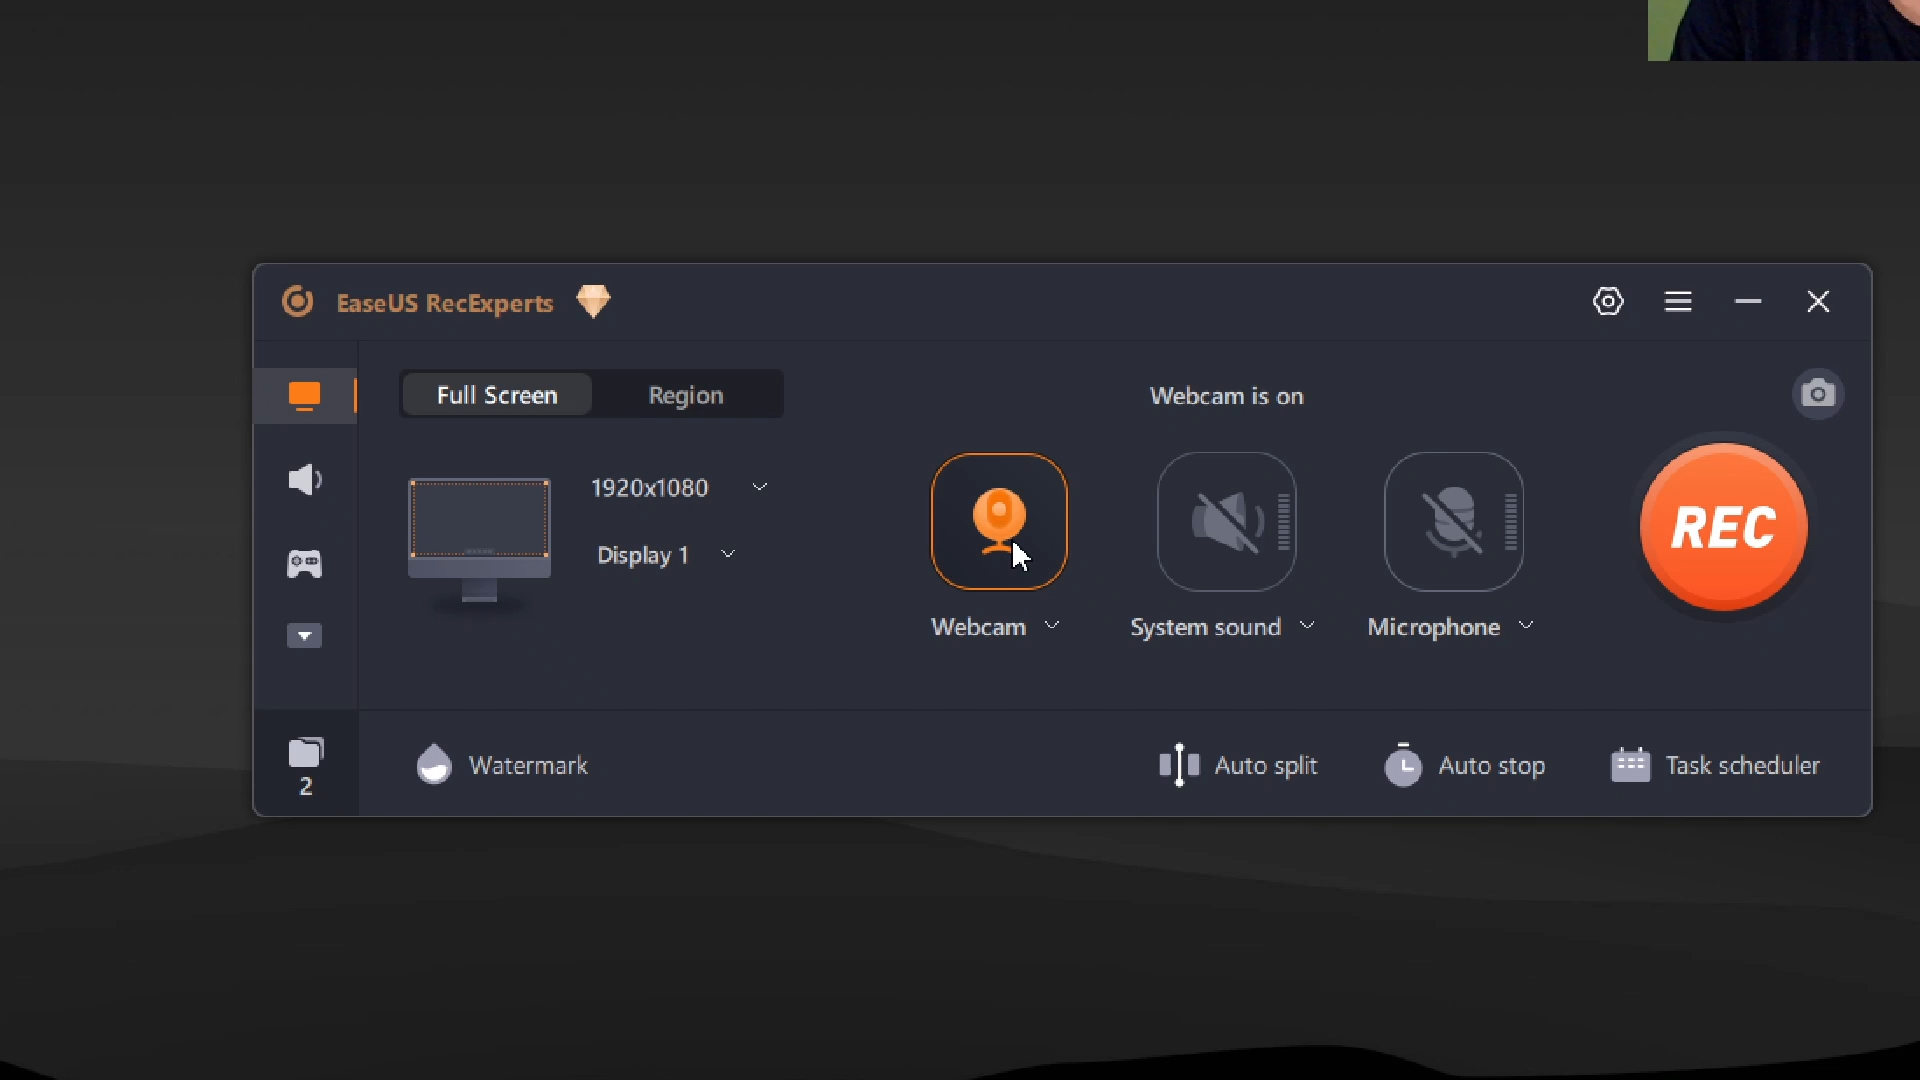 EaseUS RecExperts
Full Screen
Region
Webcam is on
1920x1080
Display 1
REC
Webcam
System sound
Microphone
2
Watermark
Auto split
Auto stop
Task scheduler